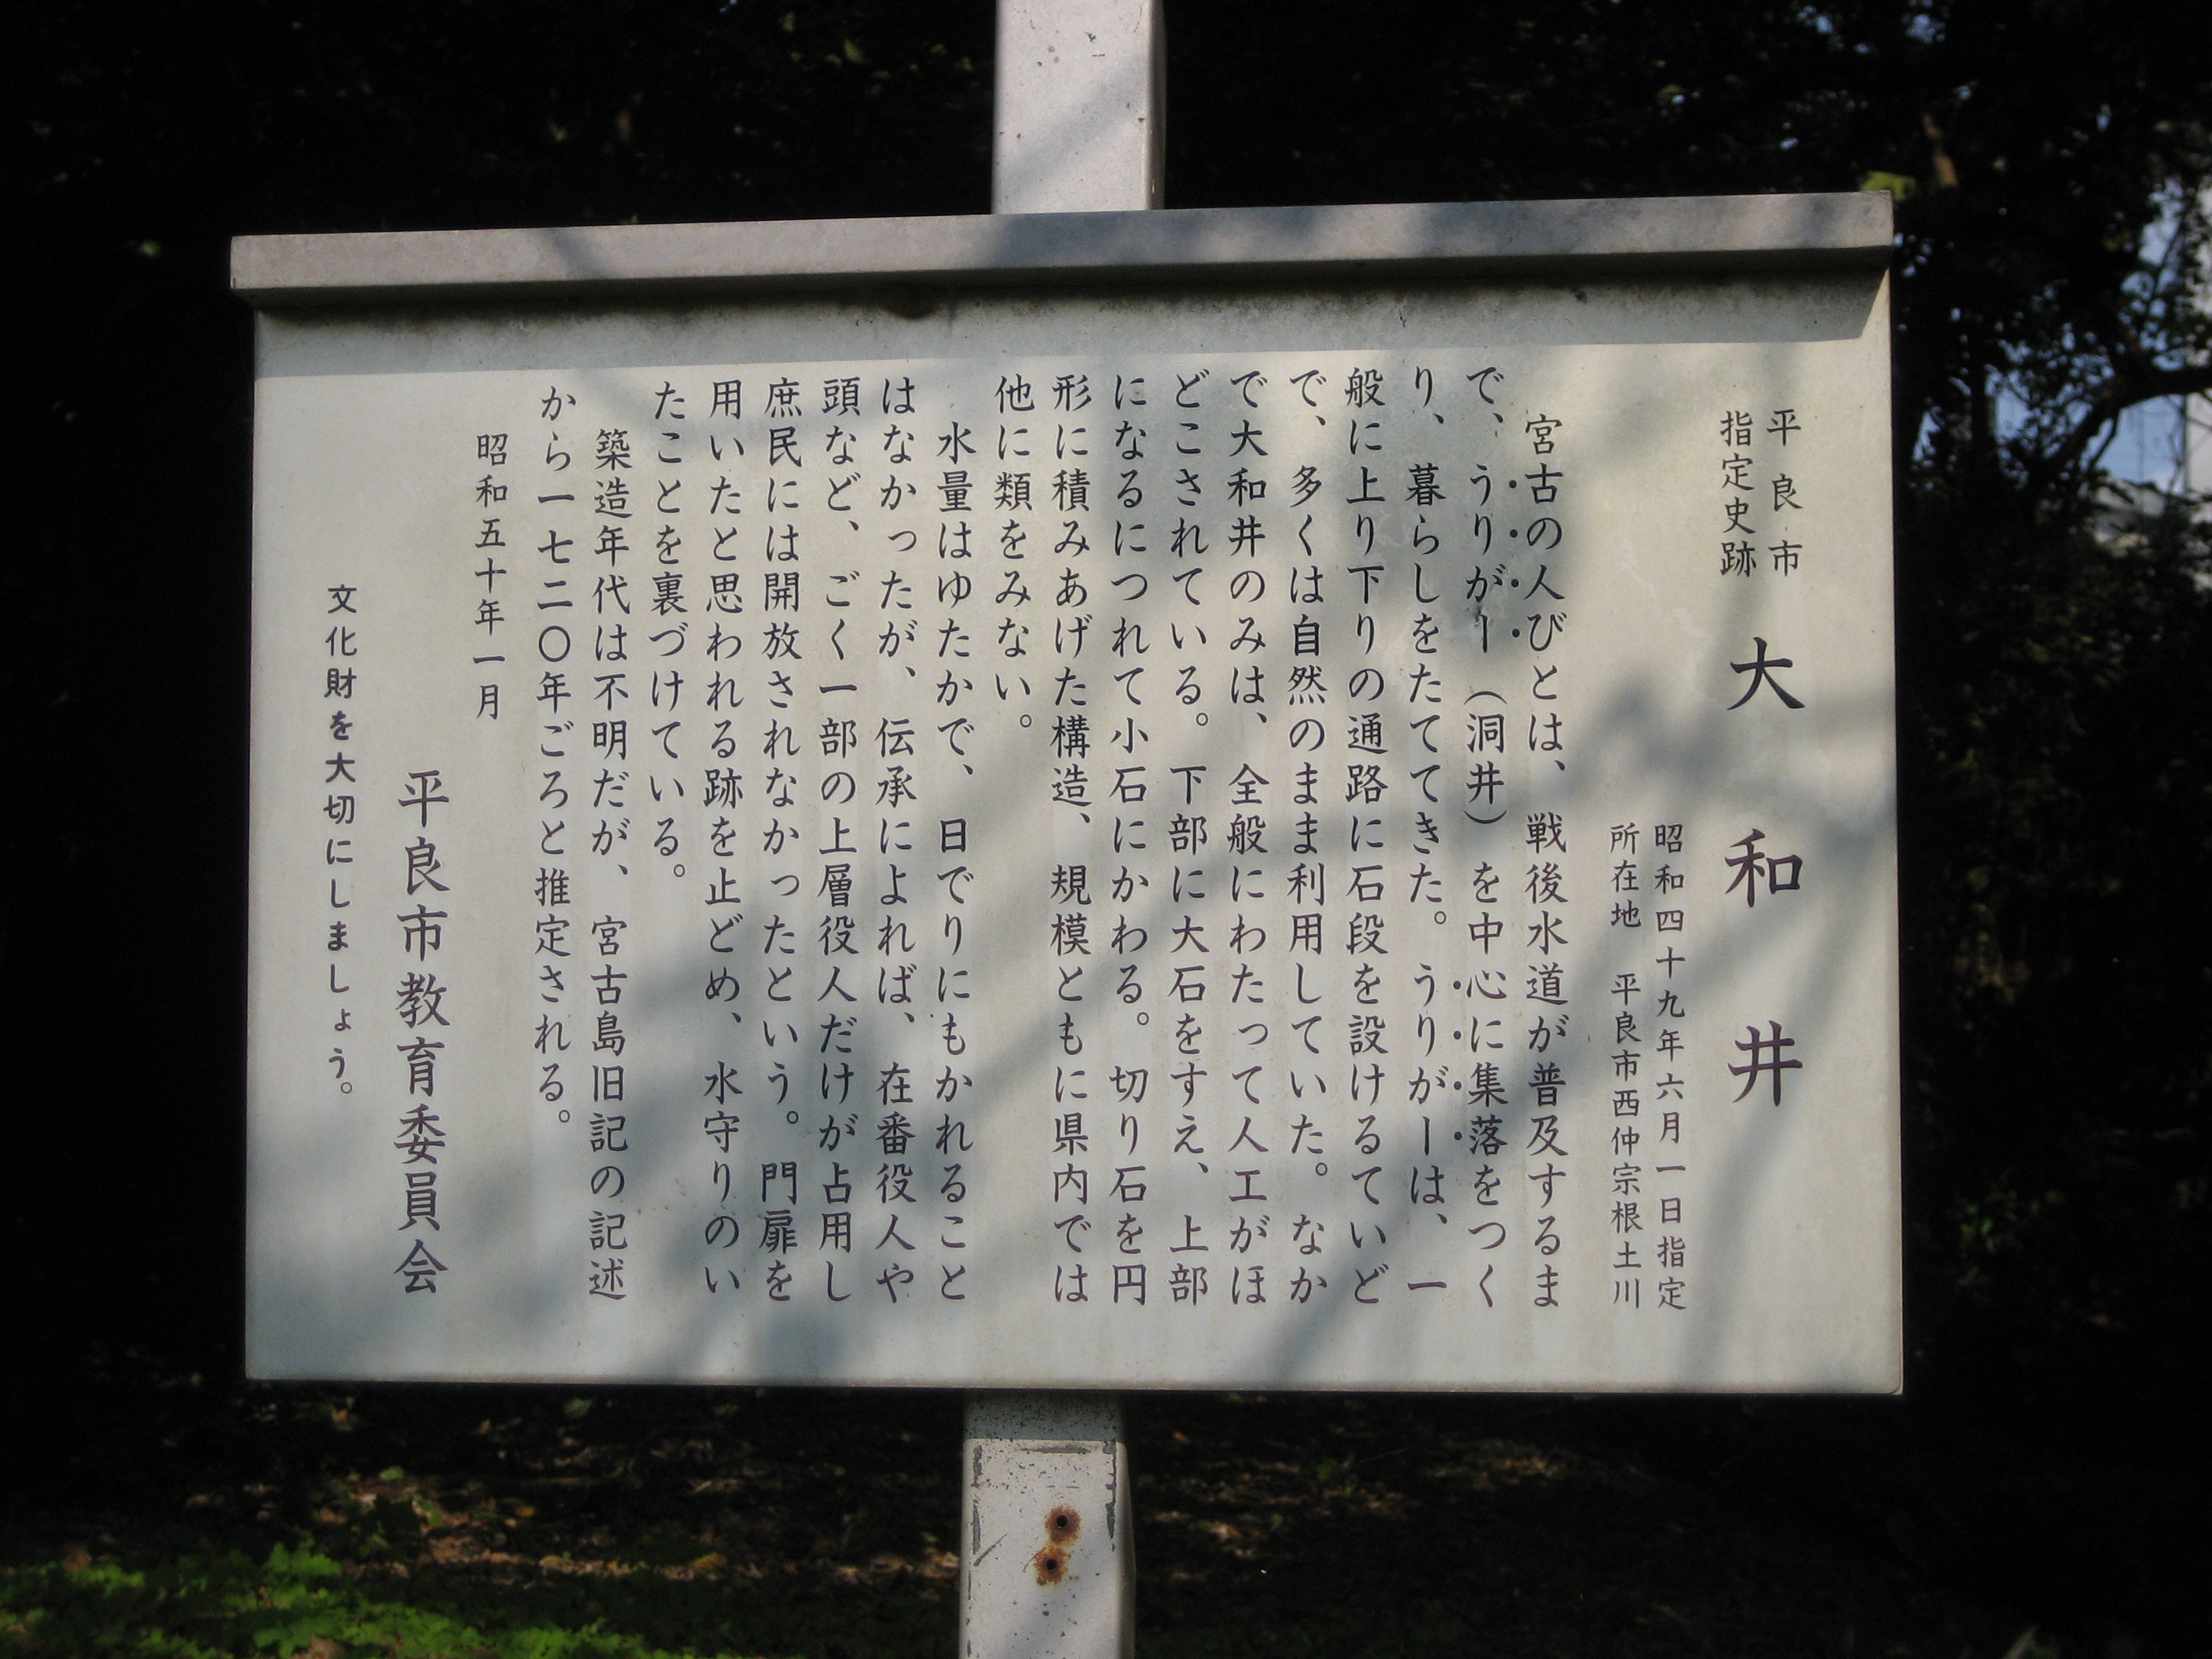 平良市
指定史跡
大和井
昭和四十九年六月一日指定
所在地　平良市西仲宗根土川
宮古の人びとは、戦後水道が普及するま
で、うりがー（洞井）を中心に集落をつく
り、暮らしをたててきた。うりがーは、一
般に上り下りの通路に石段を設けるていど
で、多くは自然のまま利用していた。なか
で大和井のみは、全般にわたって人工がほ
どこされている。下部に大石をすえ、上部
になるにつれて小石にかわる。切り石を円
形に積みあげた構造、規模ともに県内では
他に類をみない。
水量はゆたかで、日でりにもかれること
はなかったが、伝承によれば、在番役人や
頭など、ごく一部の上層役人だけが占用し
庶民には開放されなかったという。門扉を
用いたと思われる跡を止どめ、水守りのい
たことを裏づけている。
築造年代は不明だが、宮古島旧記の記述
から一七二〇年ごろと推定される。
昭和五十年一月
平良市教育委員会
文化財を大切にしましょう。